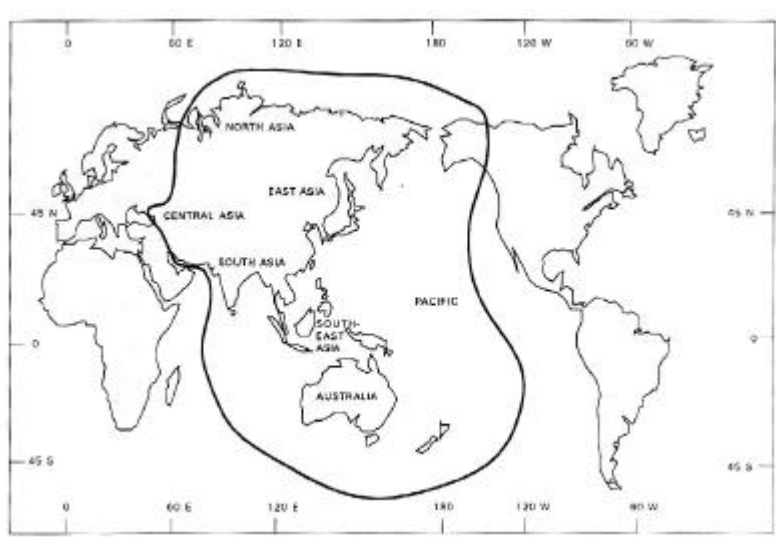 0 60 E 120 E 180 120 W 60 W
NORTH ASIA
EAST ASIA
45 N CENTRAL ASIA 45 N
SOUTH ASIA
PACIFIC
SOUTH-
EAST
ASIA
0 0
AUSTRALIA
45 S 45 S
0 60 E 120 E 180 120 W 60 W